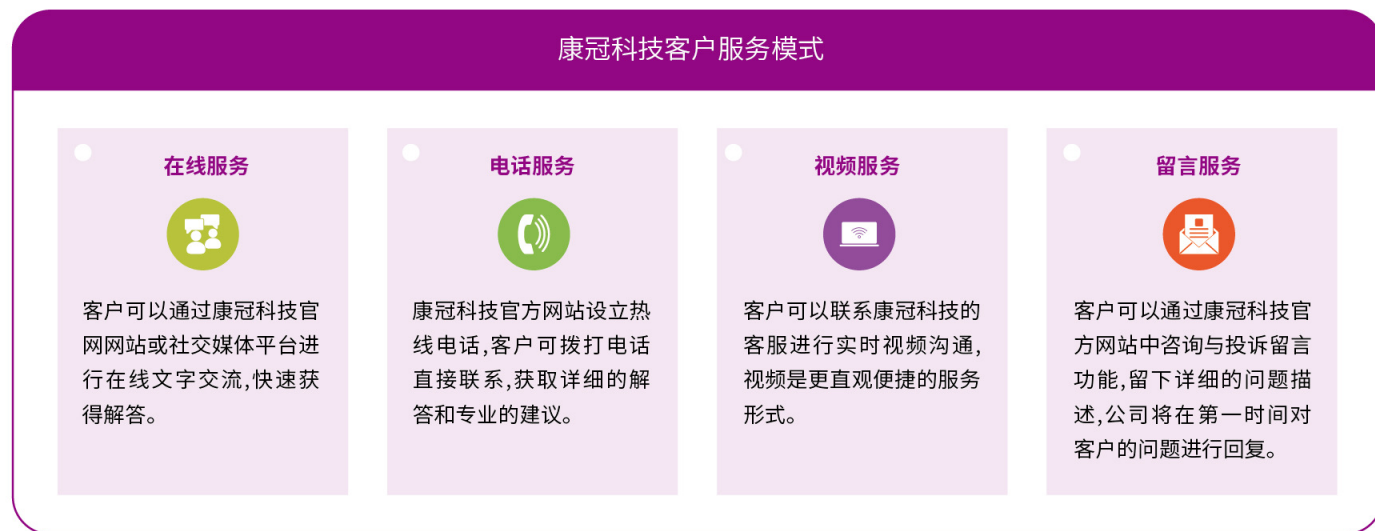 康冠科技客户服务模式
在线服务
客户可以通过康冠科技官
网网站或社交媒体平台进
行在线文字交流,快速获
得解答。
电话服务
康冠科技官方网站设立热
线电话,客户可拨打电话
直接联系,获取详细的解
答和专业的建议。
视频服务
客户可以联系康冠科技的
客服进行实时视频沟通,
视频是更直观便捷的服务
形式。
留言服务
客户可以通过康冠科技官
方网站中咨询与投诉留言
功能,留下详细的问题描
述,公司将在第一时间对
客户的问题进行回复。